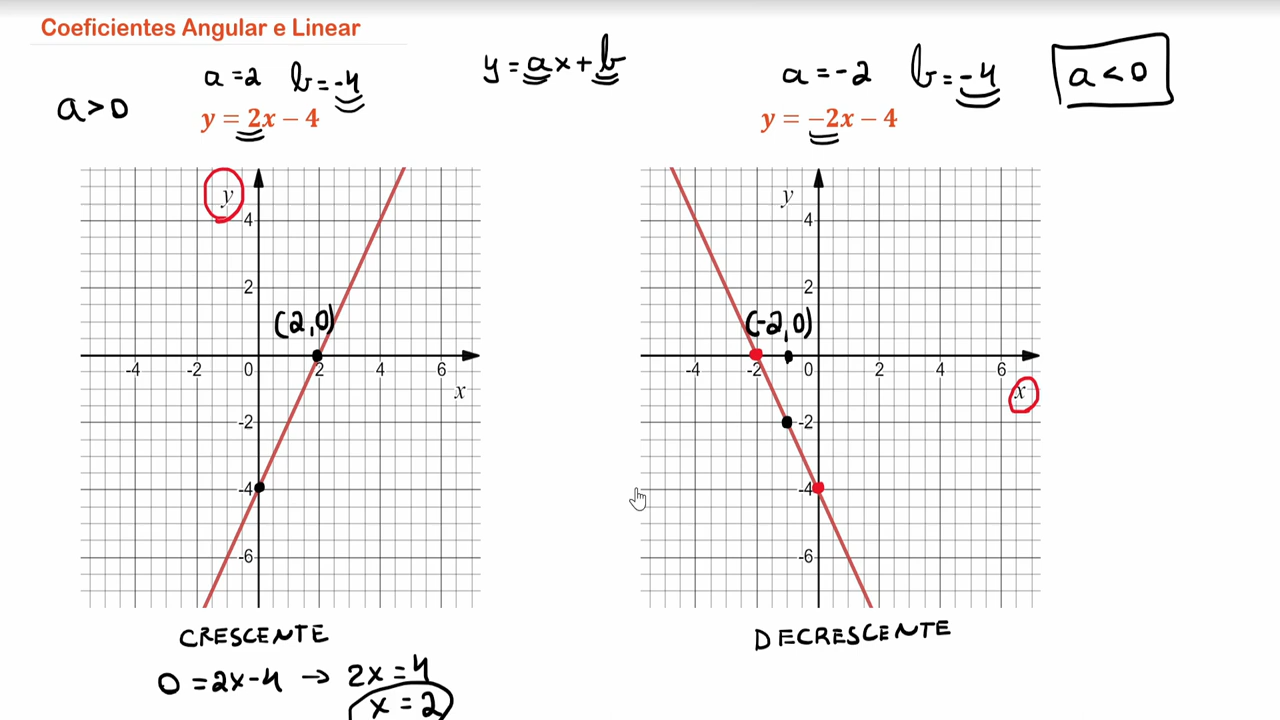 Coeficientes Angular e Linear
y = ax + b
a = 2 b = -4
a > 0
y = 2x − 4
a = -2 b = -4
a < 0
y = −2x − 4
y
4
2
(2,0)
-4 -2 0 2 4 6
x
-2
-4
-6
CRESCENTE
0 = 2x-4 → 2x = 4
x = 2
y
4
2
(-2,0)
-4 -2 0 2 4 6
x
-2
-4
-6
DECRESCENTE